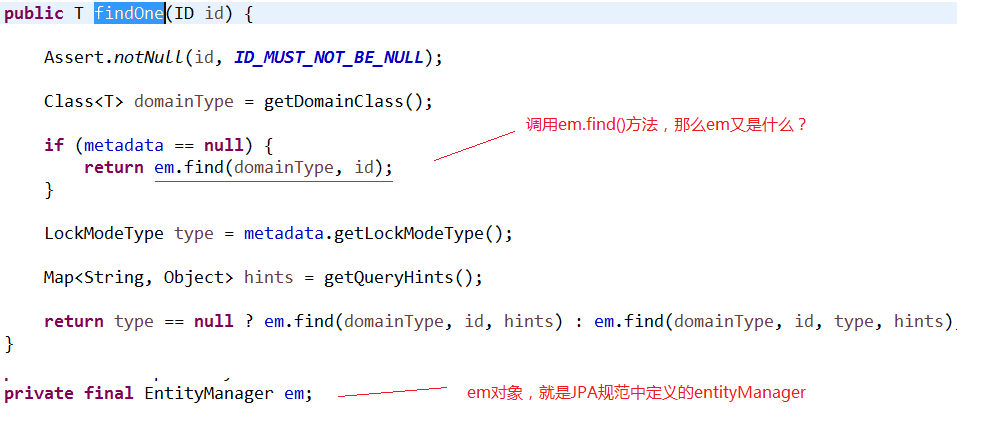 public T findOne(ID id) {
Assert.notNull(id, ID_MUST_NOT_BE_NULL);
Class<T> domainType = getDomainClass();
调用em.find()方法，那么em又是什么？
if (metadata == null) {
return em.find(domainType, id);
}
LockModeType type = metadata.getLockModeType();
Map<String, Object> hints = getQueryHints();
return type == null ? em.find(domainType, id, hints) : em.find(domainType, id, type, hints)
}
private final EntityManager em;
em对象，就是JPA规范中定义的entityManager